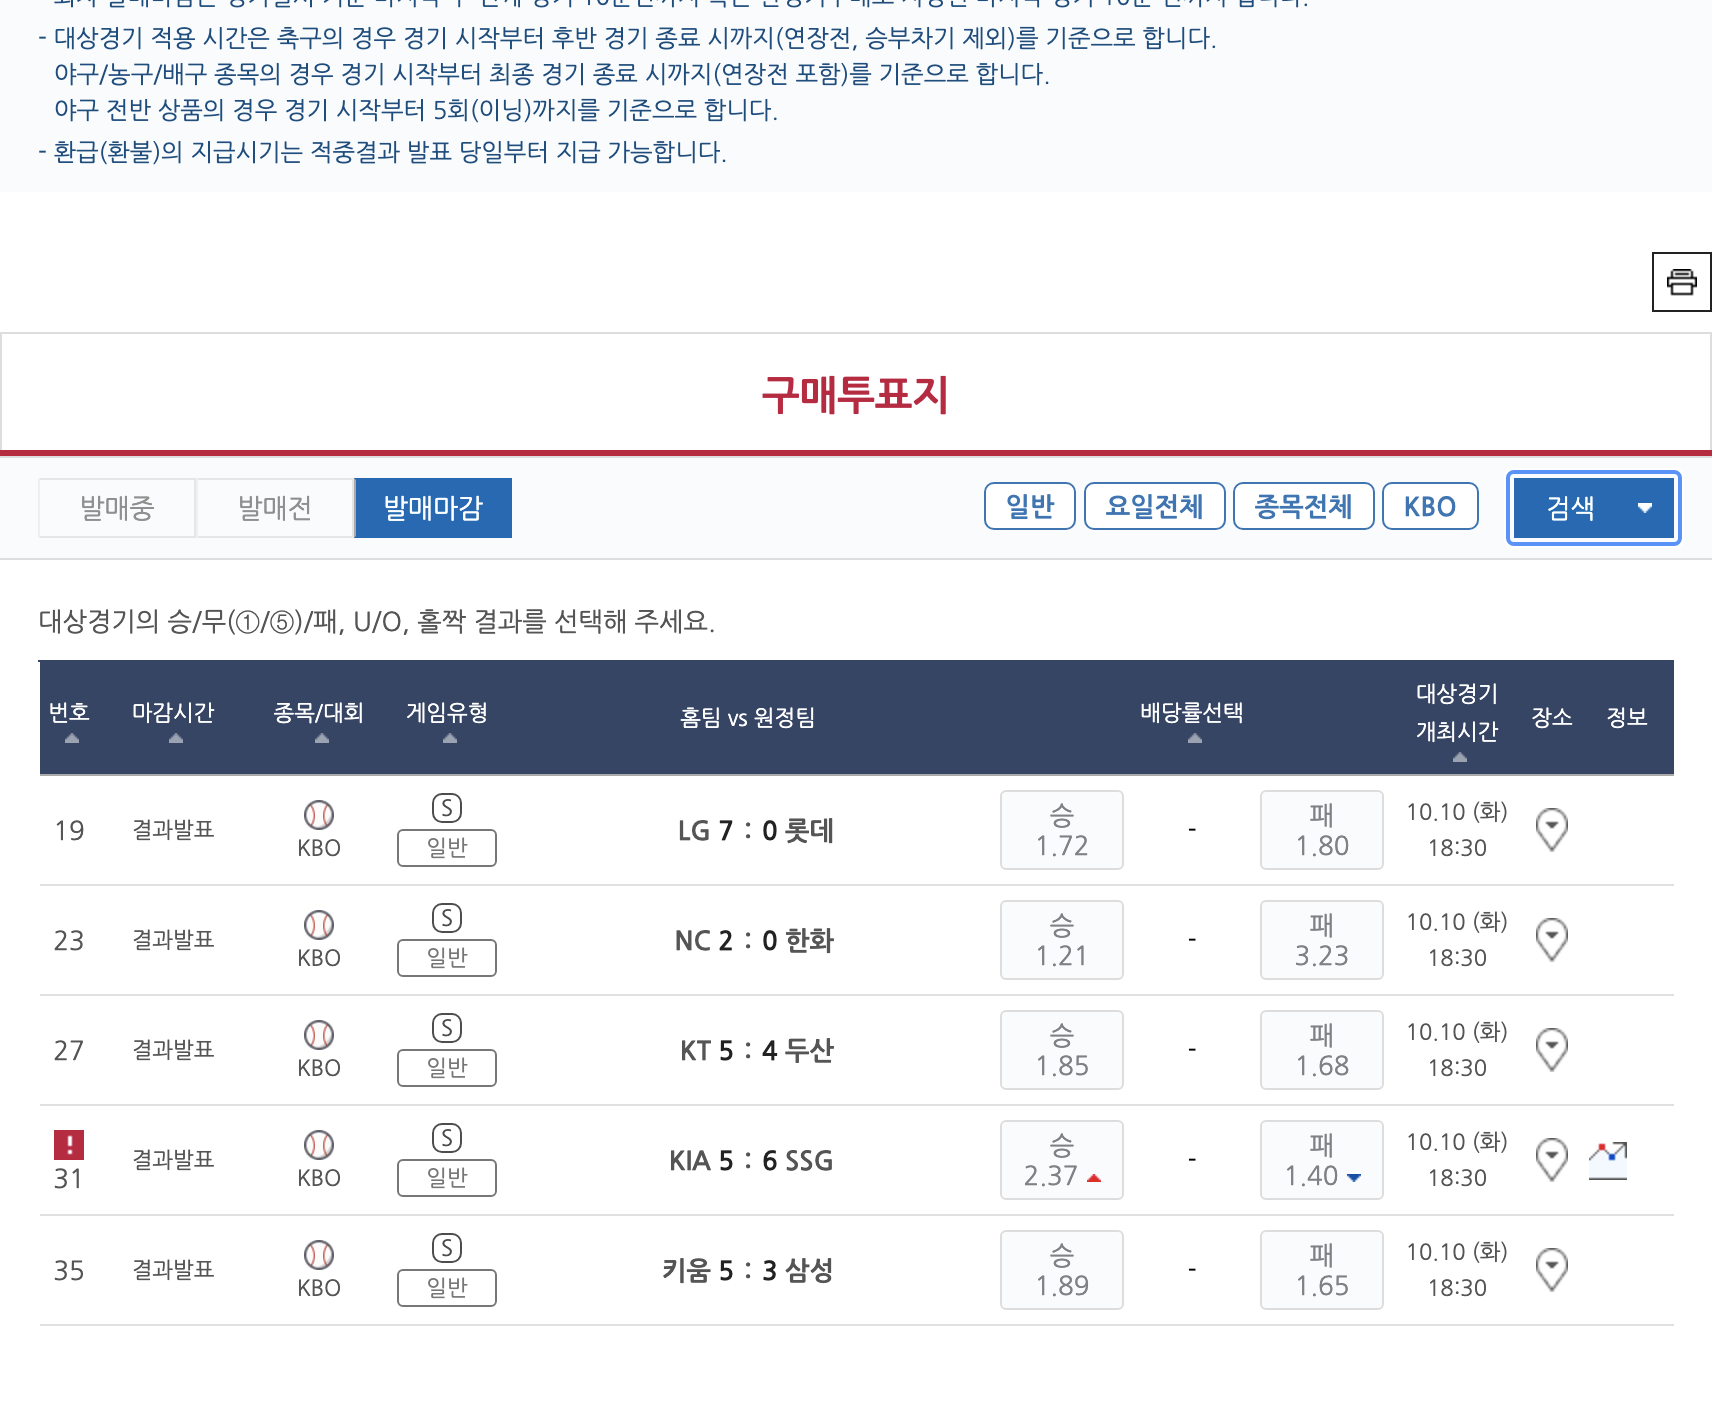 - 대상경기 적용 시간은 축구의 경우 경기 시작부터 후반 경기 종료 시까지(연장전, 승부차기 제외)를 기준으로 합니다.
야구/농구/배구 종목의 경우 경기 시작부터 최종 경기 종료 시까지(연장전 포함)를 기준으로 합니다.
야구 전반 상품의 경우 경기 시작부터 5회(이닝)까지를 기준으로 합니다.
- 환급(환불)의 지급시기는 적중결과 발표 당일부터 지급 가능합니다.
구매투표지
발매중 발매전 발매마감 일반 요일전체 종목전체 KBO 검색
대상경기의 승/무(①/⑤)/패, U/O, 홀짝 결과를 선택해 주세요.
번호 마감시간 종목/대회 게임유형 홈팀 vs 원정팀 배당률선택 대상경기 개최시간 장소 정보
19 결과발표 KBO S 일반 LG 7 : 0 롯데 승 1.72 - 패 1.80 10.10 (화) 18:30
23 결과발표 KBO S 일반 NC 2 : 0 한화 승 1.21 - 패 3.23 10.10 (화) 18:30
27 결과발표 KBO S 일반 KT 5 : 4 두산 승 1.85 - 패 1.68 10.10 (화) 18:30
! 31 결과발표 KBO S 일반 KIA 5 : 6 SSG 승 2.37 - 패 1.40 10.10 (화) 18:30
35 결과발표 KBO S 일반 키움 5 : 3 삼성 승 1.89 - 패 1.65 10.10 (화) 18:30